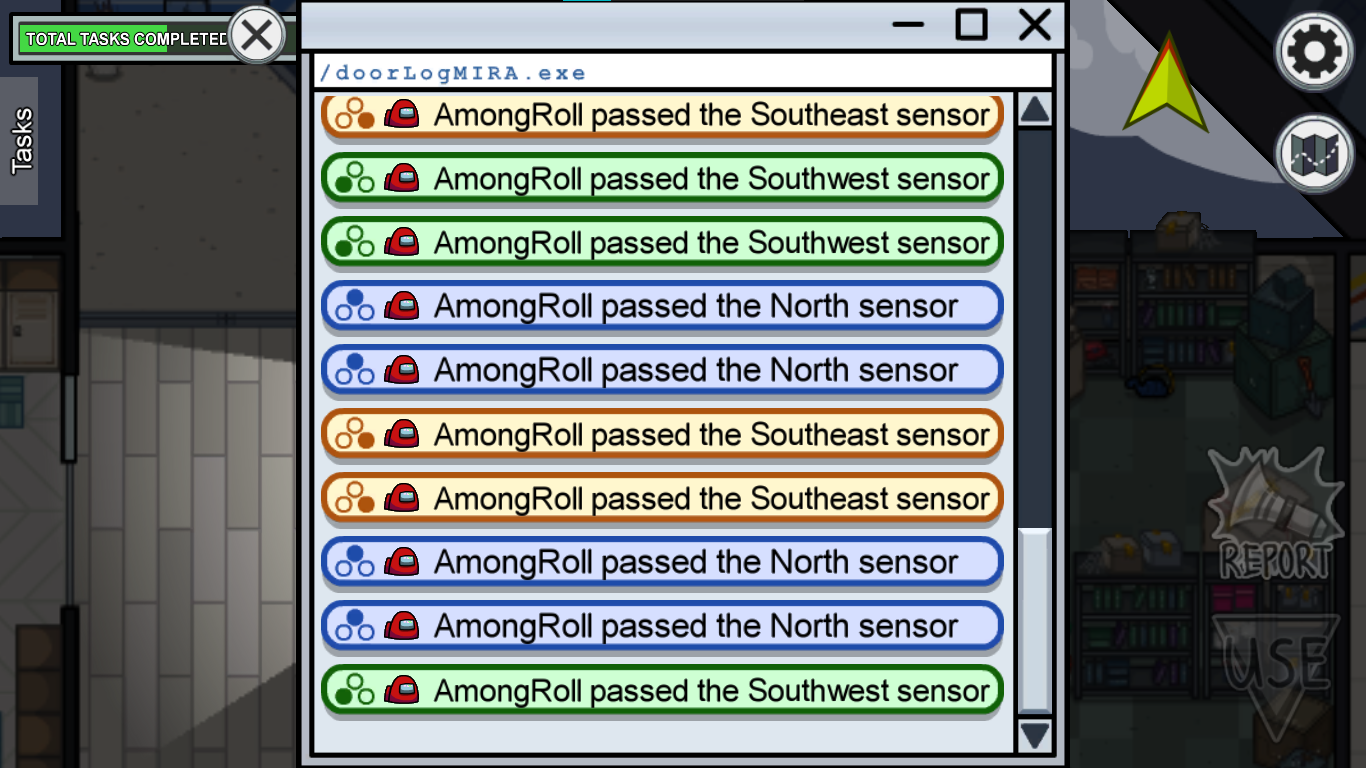 TOTAL TASKS COMPLETED
Tasks
/doorLogMIRA.exe
AmongRoll passed the Southeast sensor
AmongRoll passed the Southwest sensor
AmongRoll passed the Southwest sensor
AmongRoll passed the North sensor
AmongRoll passed the North sensor
AmongRoll passed the Southeast sensor
AmongRoll passed the Southeast sensor
AmongRoll passed the North sensor
AmongRoll passed the North sensor
AmongRoll passed the Southwest sensor
REPORT
USE